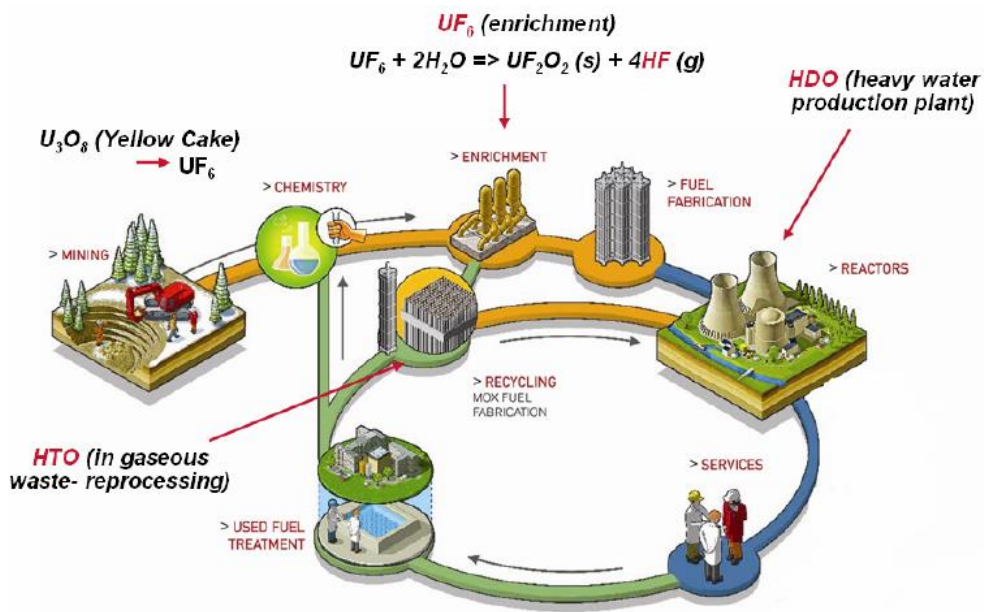 UF₆ (enrichment)
UF₆ + 2H₂O => UF₂O₂ (s) + 4HF (g)
HDO (heavy water
production plant)
U₃O₈ (Yellow Cake)
UF₆
> ENRICHMENT
> CHEMISTRY
> FUEL
FABRICATION
> MINING
> REACTORS
> RECYCLING
MOX FUEL
FABRICATION
HTO (in gaseous
waste- reprocessing)
> SERVICES
> USED FUEL
TREATMENT